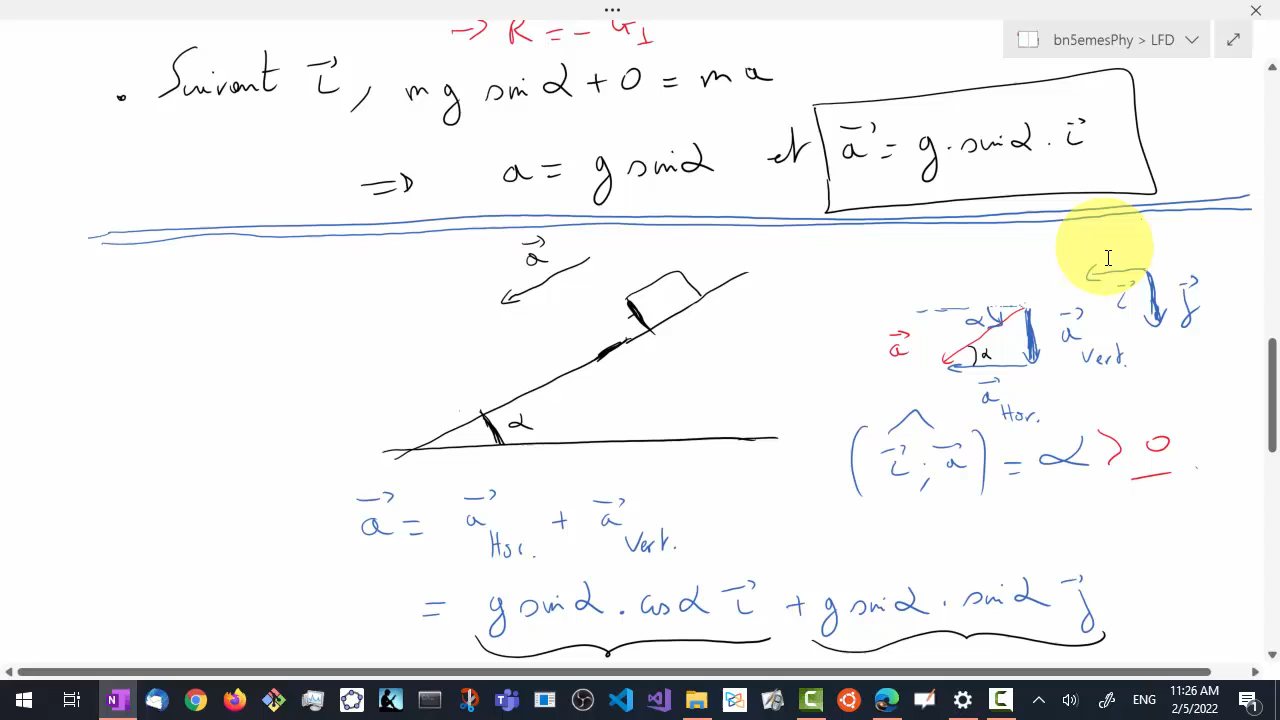 → R = - G⊥
bn5emesPhy > LFD
. Suivant i⃗, mg sin α + 0 = ma
⇒ a = g sin α et a⃗ = g . sin α . i⃗
a⃗
i⃗ j⃗
α
a⃗ α a⃗ Vert.
a⃗ Hor.
α
(i⃗ ; a⃗) = α > 0
a⃗ = a⃗ Hor. + a⃗ Vert.
= g sin α . cos α i⃗ + g sin α . sin α j⃗
ENG
11:26 AM
2/5/2022
1